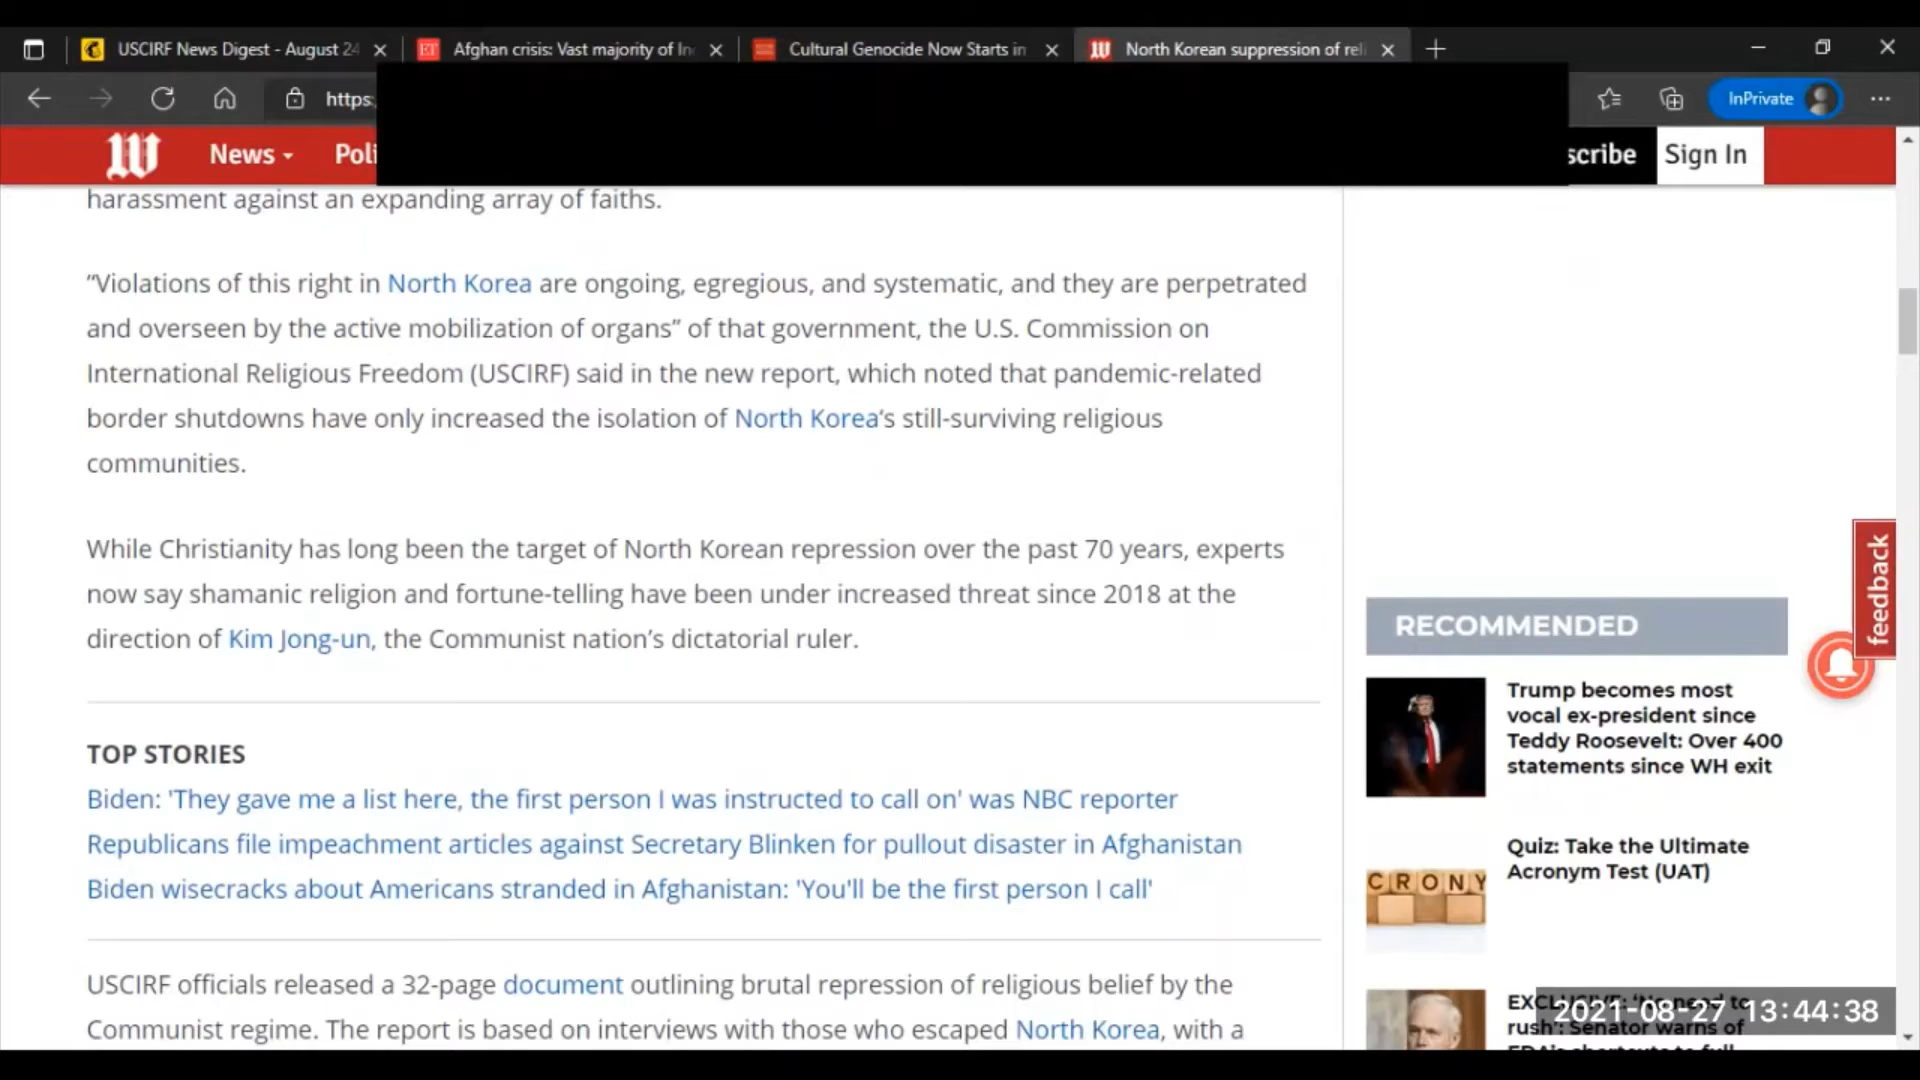 USCIRF News Digest - August 24
Afghan crisis: Vast majority of In
Cultural Genocide Now Starts in
North Korean suppression of reli
https:
InPrivate
W
News
Poli
scribe
Sign In
harassment against an expanding array of faiths.
“Violations of this right in North Korea are ongoing, egregious, and systematic, and they are perpetrated
and overseen by the active mobilization of organs” of that government, the U.S. Commission on
International Religious Freedom (USCIRF) said in the new report, which noted that pandemic-related
border shutdowns have only increased the isolation of North Korea’s still-surviving religious
communities.
While Christianity has long been the target of North Korean repression over the past 70 years, experts
now say shamanic religion and fortune-telling have been under increased threat since 2018 at the
direction of Kim Jong-un, the Communist nation’s dictatorial ruler.
TOP STORIES
Biden: 'They gave me a list here, the first person I was instructed to call on' was NBC reporter
Republicans file impeachment articles against Secretary Blinken for pullout disaster in Afghanistan
Biden wisecracks about Americans stranded in Afghanistan: 'You'll be the first person I call'
USCIRF officials released a 32-page document outlining brutal repression of religious belief by the
Communist regime. The report is based on interviews with those who escaped North Korea, with a
feedback
RECOMMENDED
Trump becomes most
vocal ex-president since
Teddy Roosevelt: Over 400
statements since WH exit
CRONY
Quiz: Take the Ultimate
Acronym Test (UAT)
EXCLUSIVE: 'No need to
rush': Senator warns of
2021-08-27 13:44:38